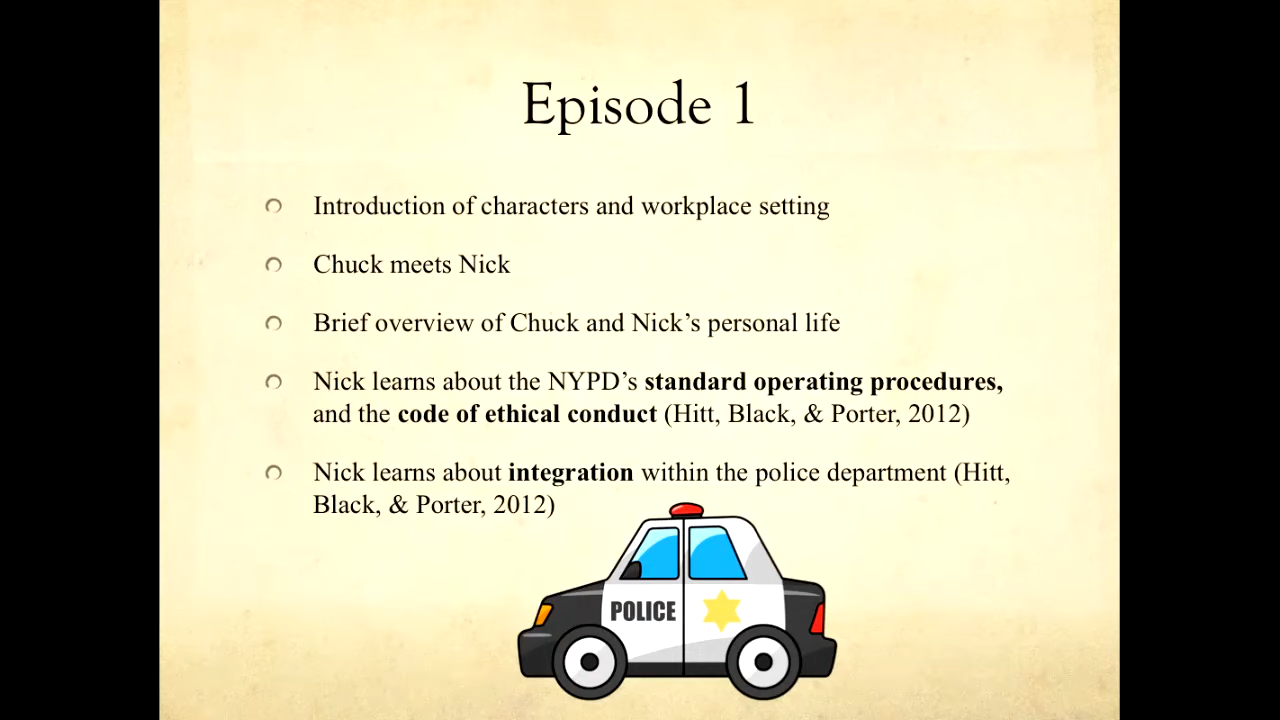 Episode 1
Introduction of characters and workplace setting
Chuck meets Nick
Brief overview of Chuck and Nick’s personal life
Nick learns about the NYPD’s standard operating procedures,
and the code of ethical conduct (Hitt, Black, & Porter, 2012)
Nick learns about integration within the police department (Hitt,
Black, & Porter, 2012)
POLICE